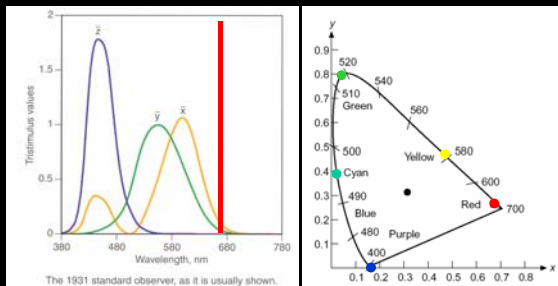 2
1.5
1
0.5
0
380 480 580 680 780
Tristimulus values
Wavelength, nm
z̄
ȳ
x̄
The 1931 standard observer, as it is usually shown.
y
0.9
0.8
0.7
0.6
0.5
0.4
0.3
0.2
0.1
520
540
510
Green
560
500
Yellow
580
Cyan
600
490
Red
700
Blue
480
Purple
400
0.1 0.2 0.3 0.4 0.5 0.6 0.7 0.8
x